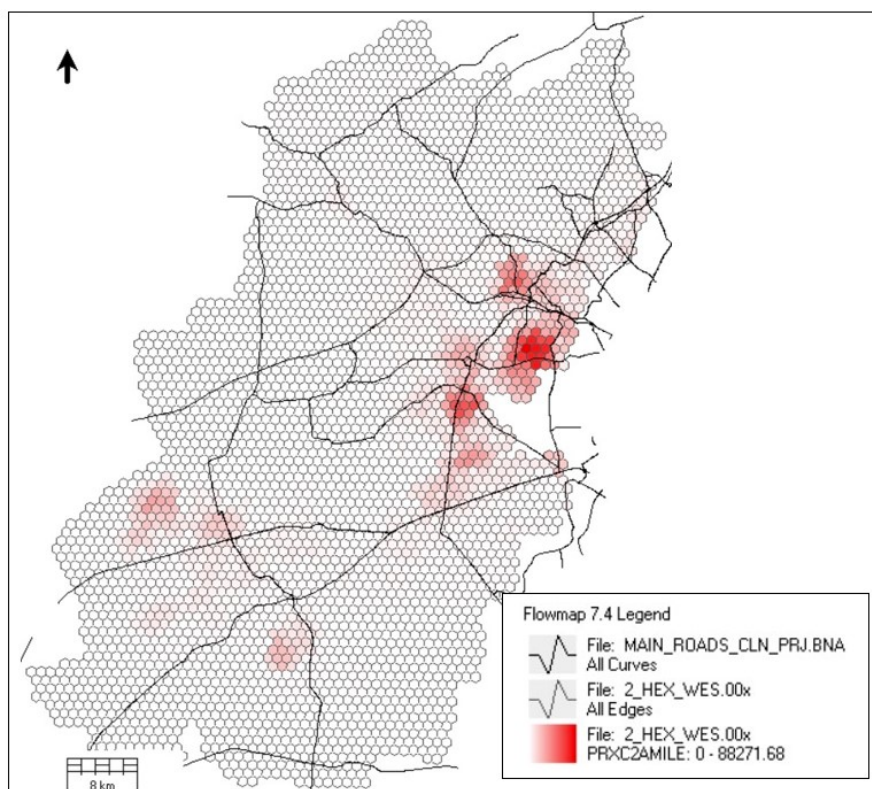 8 km
Flowmap 7.4 Legend
File: MAIN_ROADS_CLN_PRJ.BNA
All Curves
File: 2_HEX_WES.00x
All Edges
File: 2_HEX_WES.00x
PRXC2AMILE: 0 - 88271.68